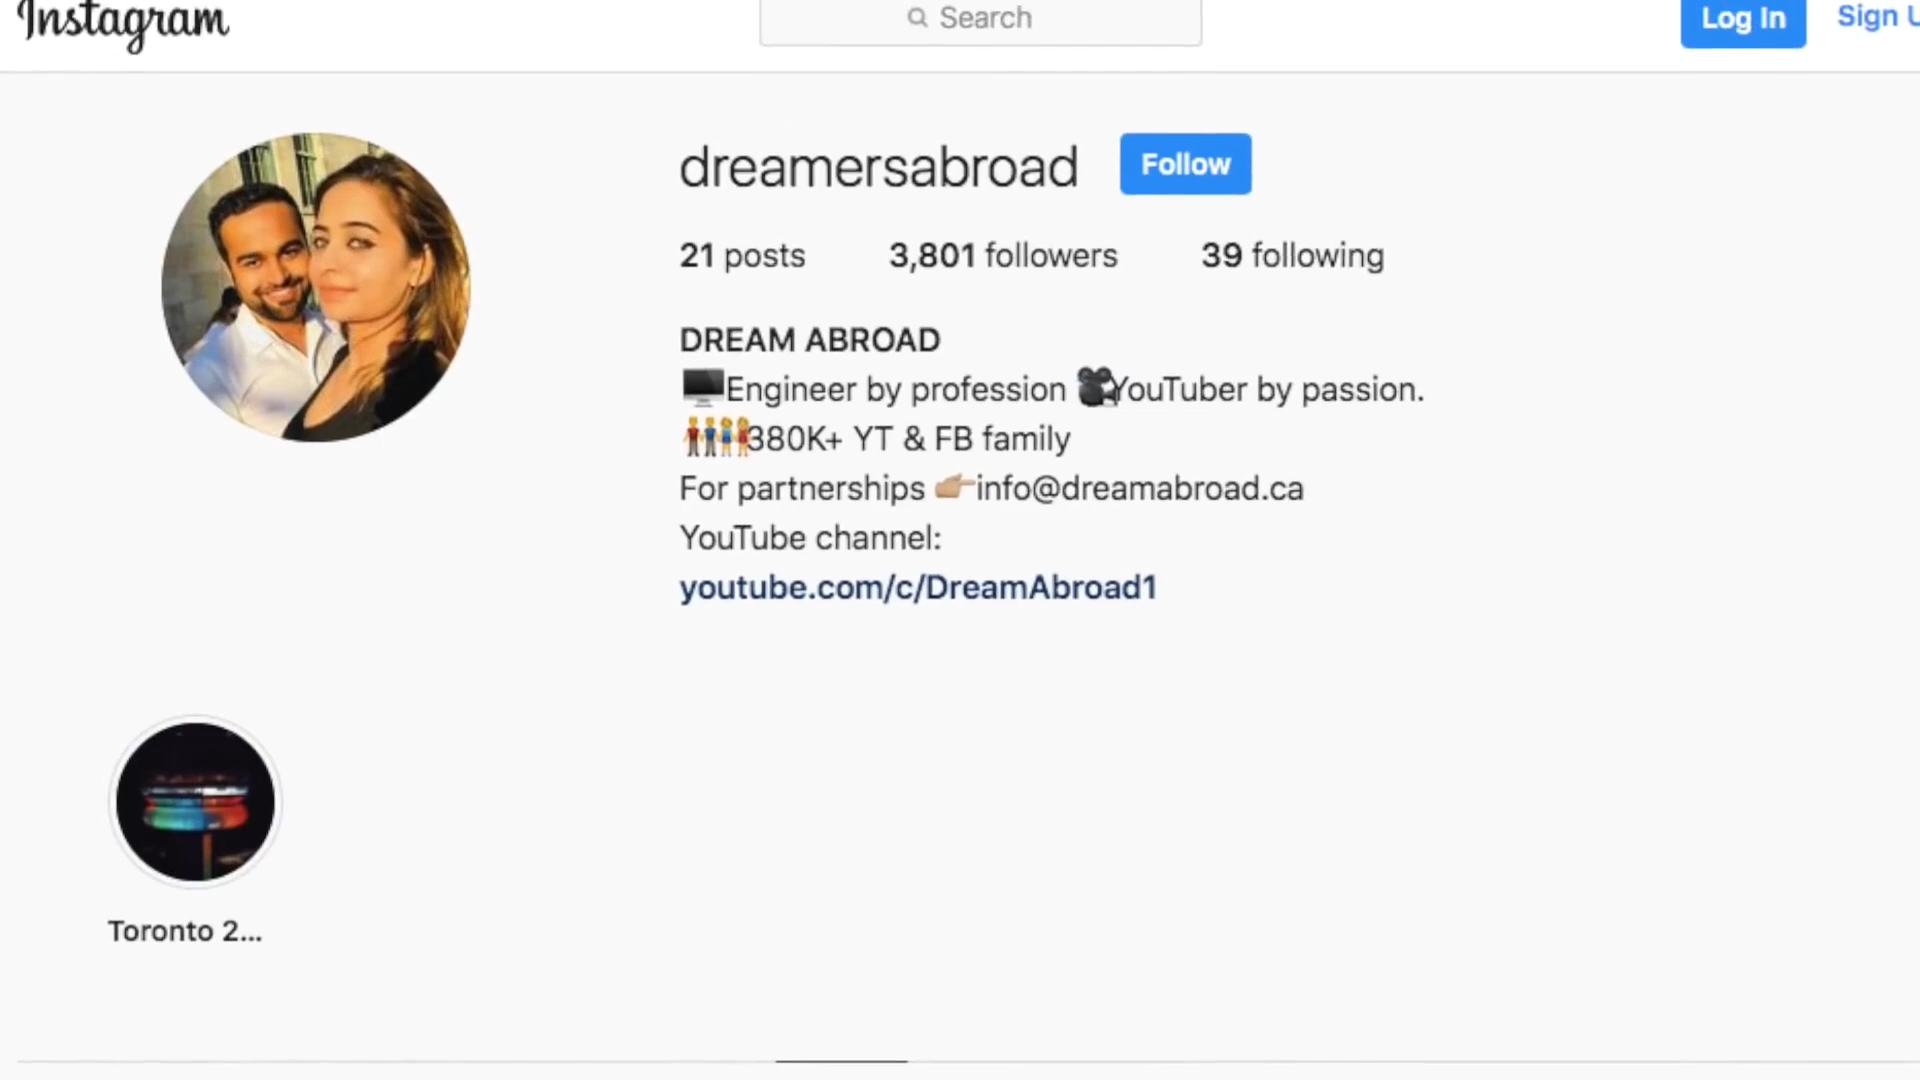 Instagram
Search
Log In
Sign U
dreamersabroad
Follow
21 posts
3,801 followers
39 following
DREAM ABROAD
Engineer by profession YouTuber by passion.
380K+ YT & FB family
For partnerships info@dreamabroad.ca
YouTube channel:
youtube.com/c/DreamAbroad1
Toronto 2...